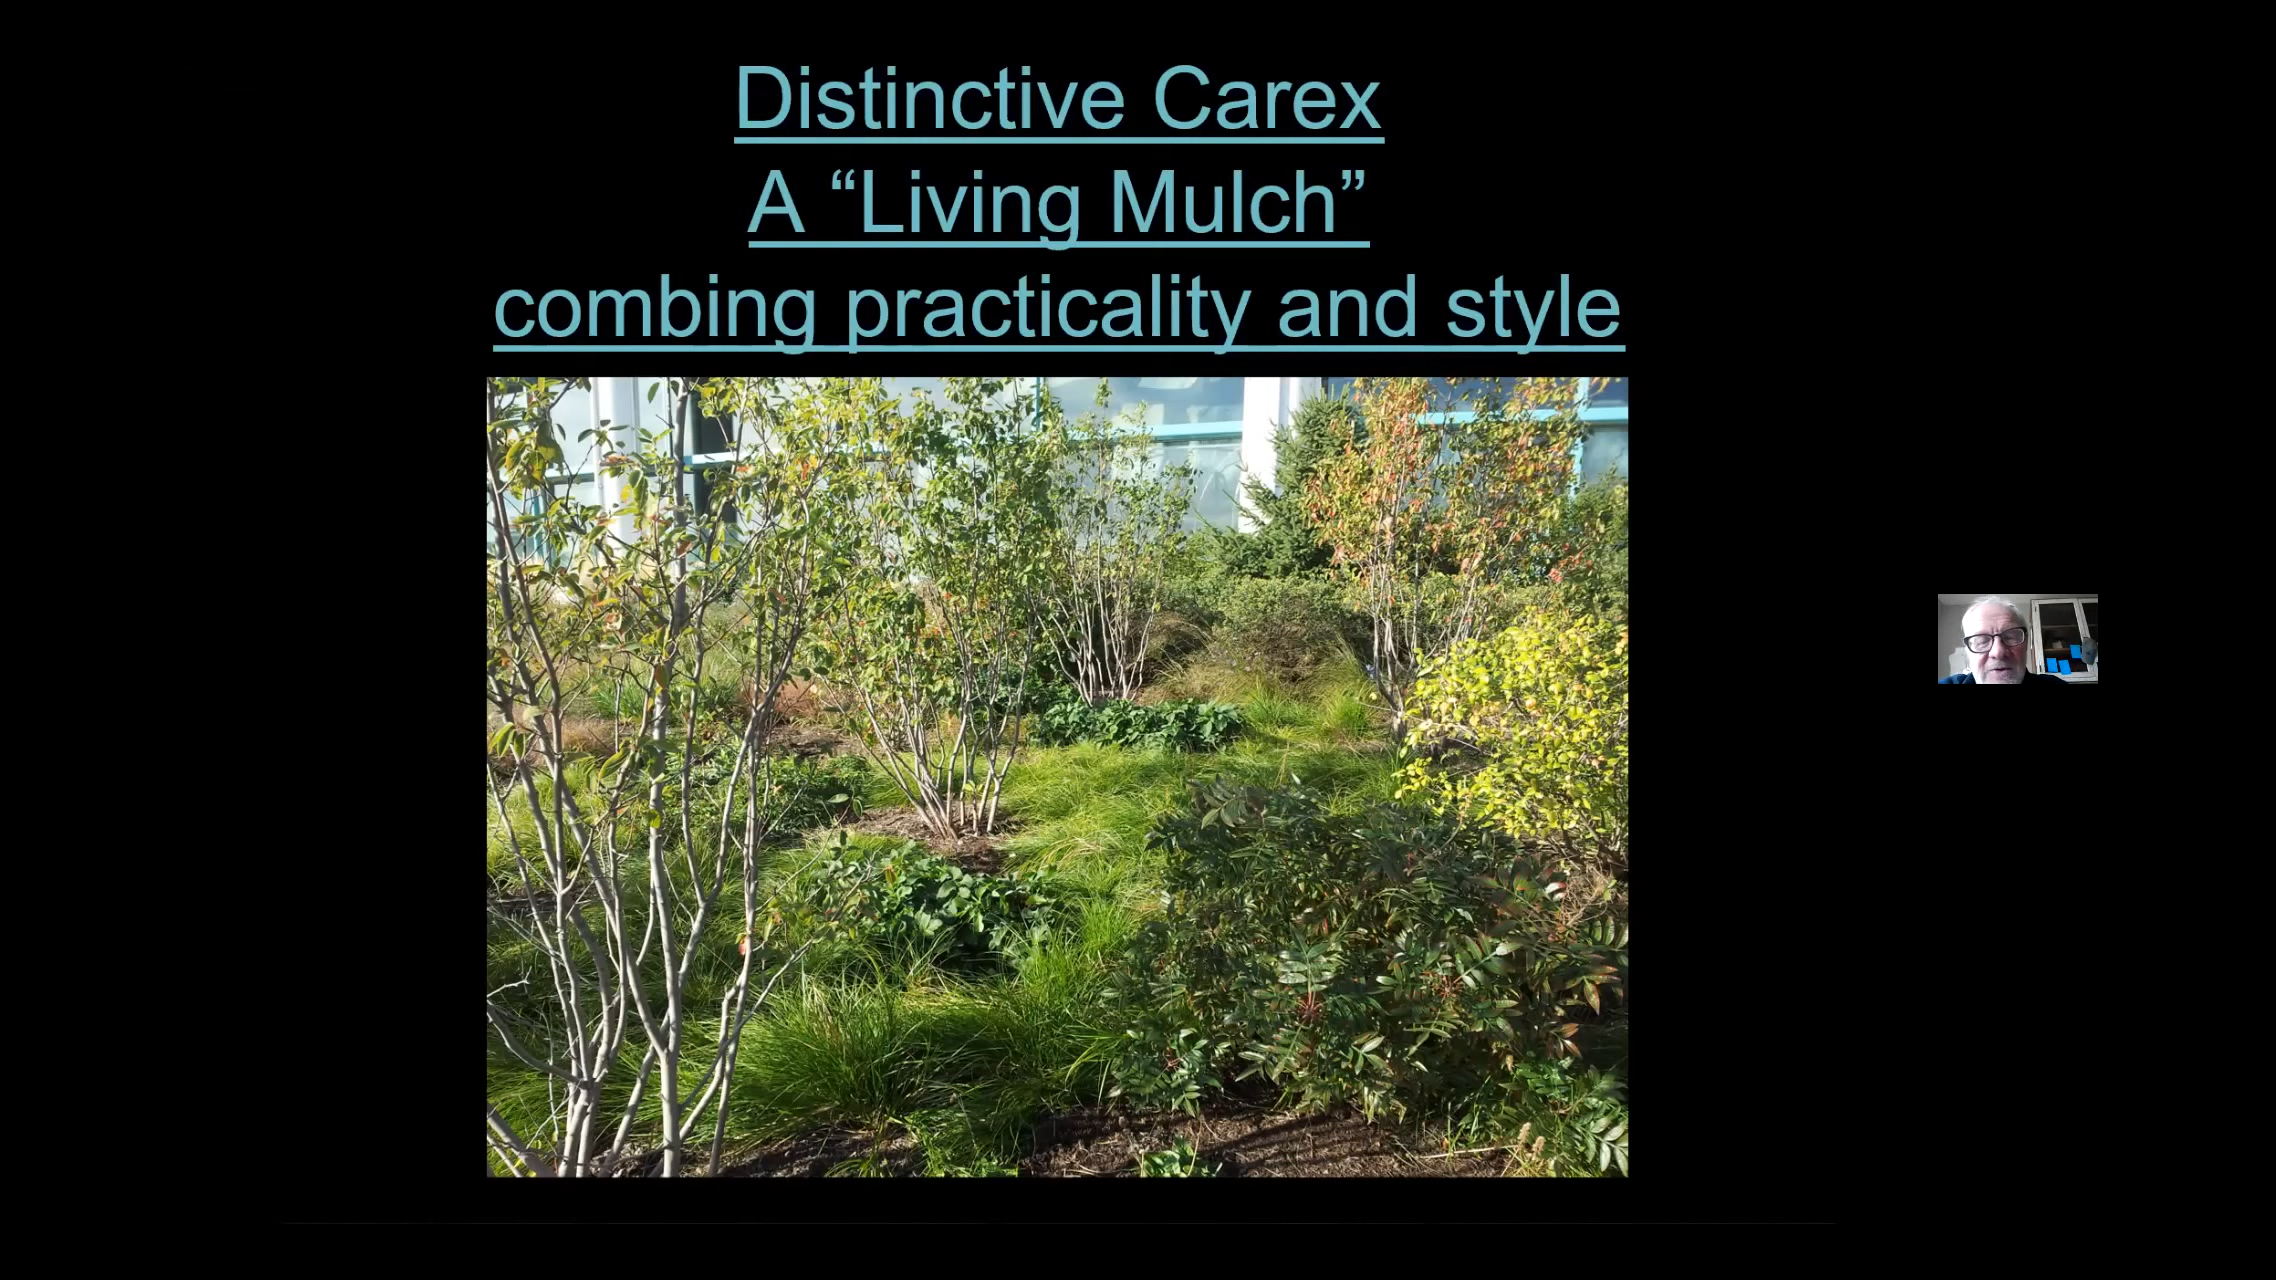 Distinctive Carex
A “Living Mulch”
combing practicality and style